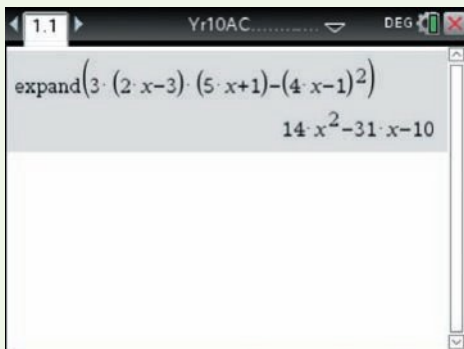 1.1 Yr10AC............ DEG
expand(3·(2·x−3)·(5·x+1)−(4·x−1)²)
14·x²−31·x−10